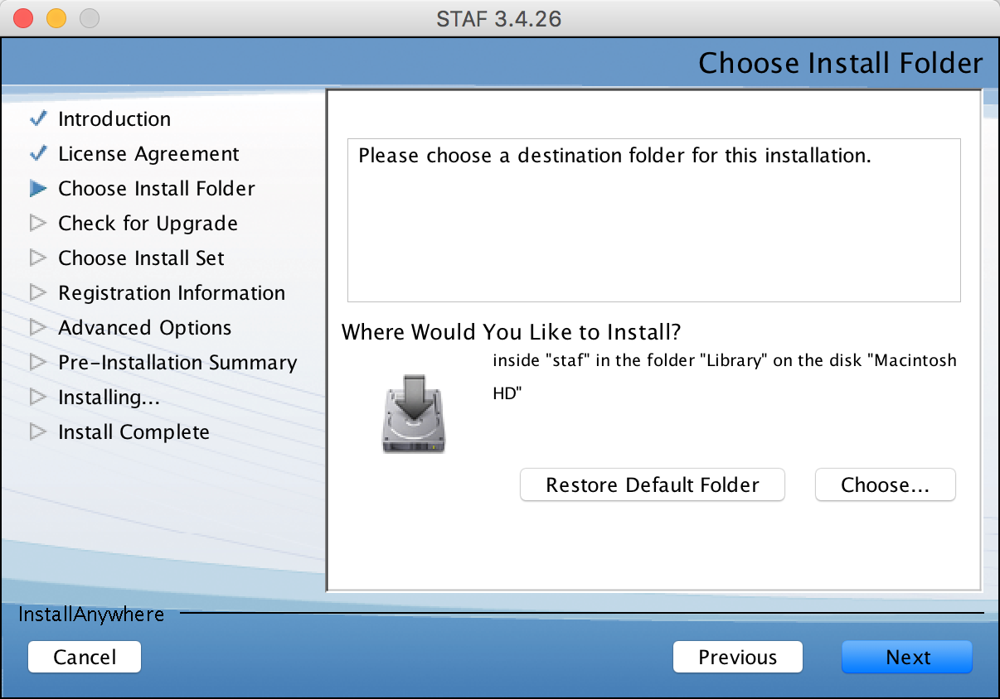 STAF 3.4.26
Choose Install Folder
Introduction
License Agreement
Choose Install Folder
Check for Upgrade
Choose Install Set
Registration Information
Advanced Options
Pre-Installation Summary
Installing...
Install Complete
Please choose a destination folder for this installation.
Where Would You Like to Install?
inside "staf" in the folder "Library" on the disk "Macintosh
HD"
Restore Default Folder
Choose...
InstallAnywhere
Cancel
Previous
Next